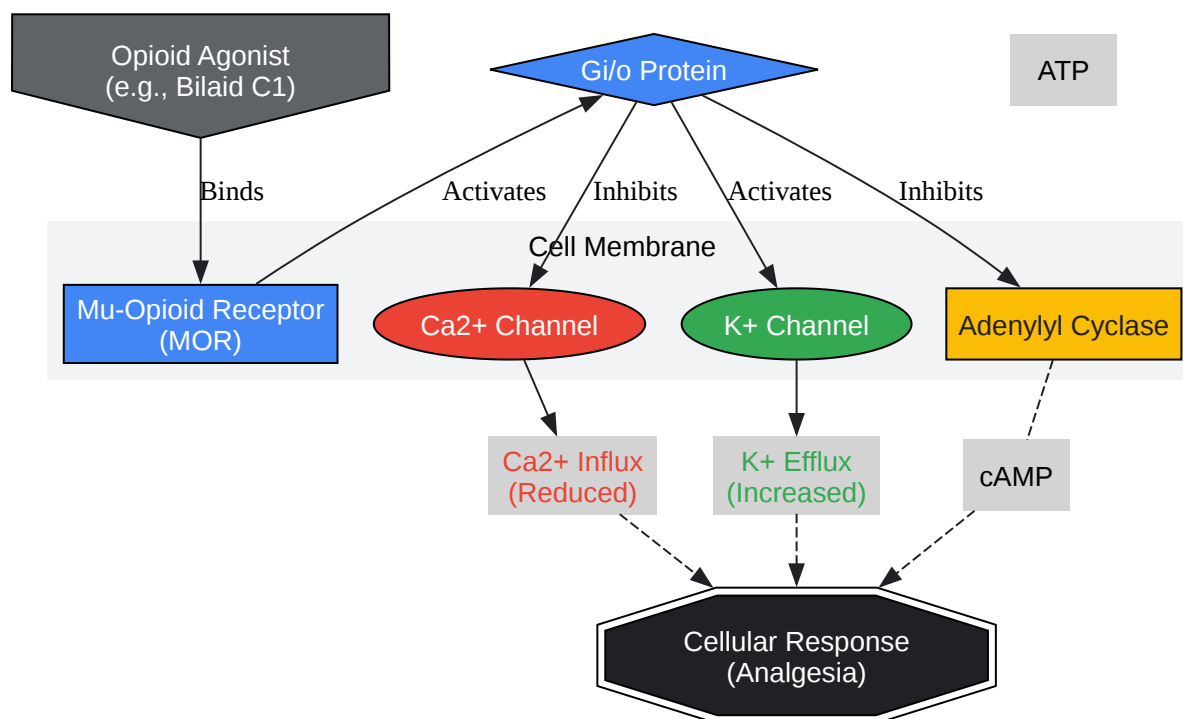 Opioid Agonist
(e.g., Bilaid C1)
Gi/o Protein
ATP
Binds
Activates
Inhibits
Activates
Inhibits
Cell Membrane
Mu-Opioid Receptor
(MOR)
Ca2+ Channel
K+ Channel
Adenylyl Cyclase
Ca2+ Influx
(Reduced)
K+ Efflux
(Increased)
cAMP
Cellular Response
(Analgesia)